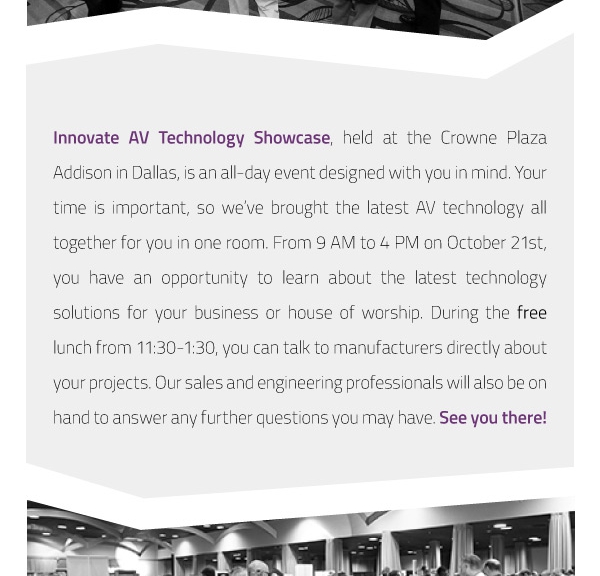 Innovate AV Technology Showcase, held at the Crowne Plaza
Addison in Dallas, is an all-day event designed with you in mind. Your
time is important, so we've brought the latest AV technology all
together for you in one room. From 9 AM to 4 PM on October 21st,
you have an opportunity to learn about the latest technology
solutions for your business or house of worship. During the free
lunch from 11:30-1:30, you can talk to manufacturers directly about
your projects. Our sales and engineering professionals will also be on
hand to answer any further questions you may have. See you there!